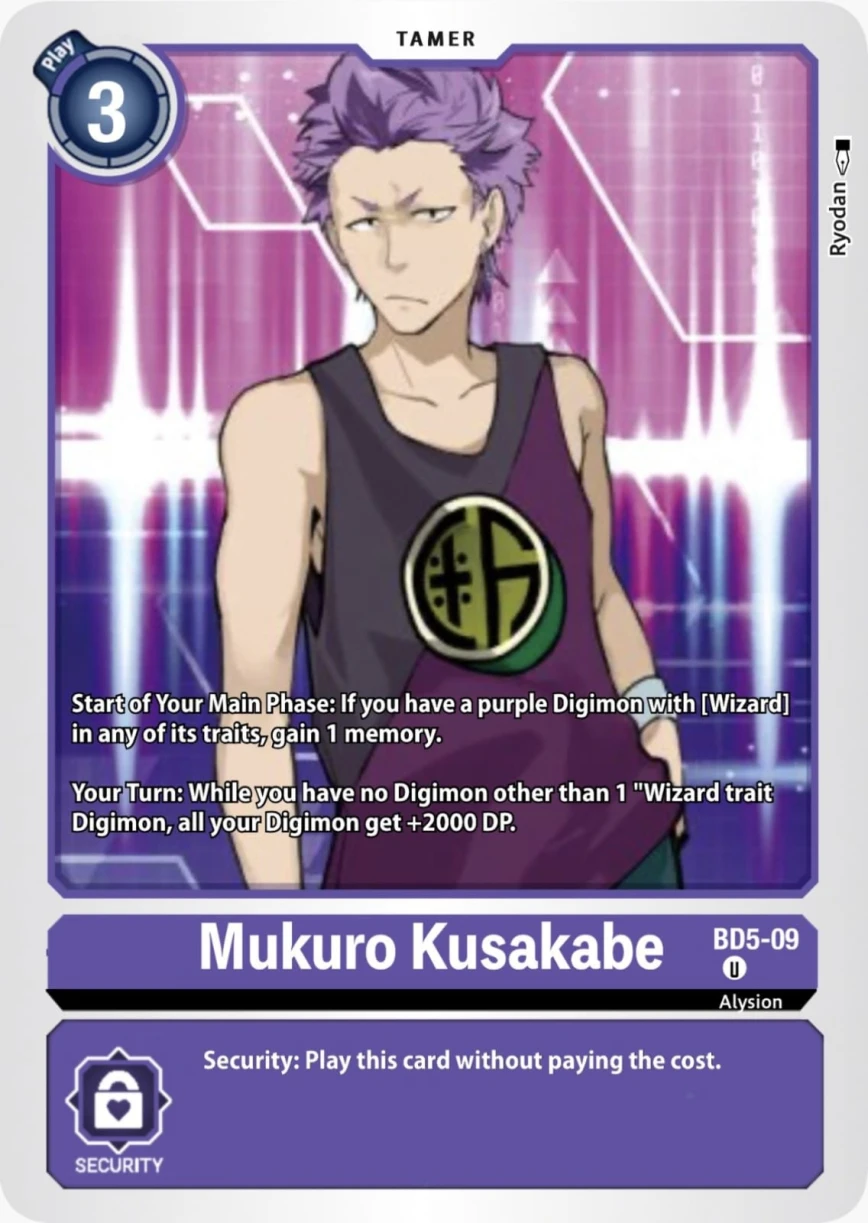 TAMER
Play
3
Ryodan
Start of Your Main Phase: If you have a purple Digimon with [Wizard]
in any of its traits, gain 1 memory.
Your Turn: While you have no Digimon other than 1 "Wizard trait
Digimon, all your Digimon get +2000 DP.
Mukuro Kusakabe
BD5-09
U
Alysion
Security: Play this card without paying the cost.
SECURITY